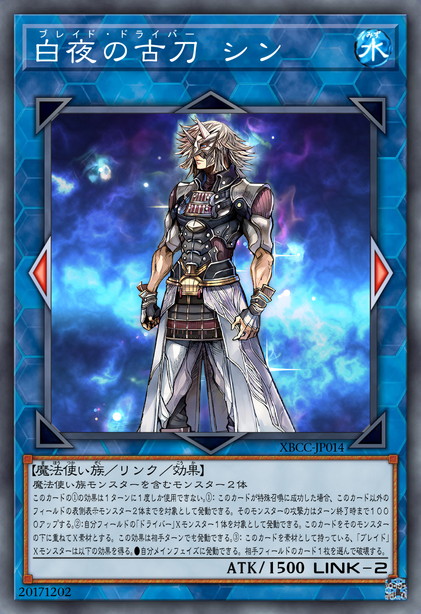 ブレイド・ドライバー
白夜の古刀 シン
水
XBCC-JP014
【魔法使い族／リンク／効果】
魔法使い族モンスターを含むモンスター2体
このカードの①の効果は1ターンに1度しか使用できない。①：このカードが特殊召喚に成功した場合、このカード以外の
フィールドの表側表示モンスター2体までを対象として発動できる。そのモンスターの攻撃力はターン終了時まで100
0アップする。②：自分フィールドの「ドライバー」Xモンスター1体を対象として発動できる。このカードをそのモンスター
の下に重ねてX素材とする。この効果は相手ターンでも発動できる。③：このカードを素材として持っている、「ブレイド」
Xモンスターは以下の効果を得る。●自分メインフェイズに発動できる。相手フィールドのカード1枚を選んで破壊する。
ATK/1500 LINK-2
20171202